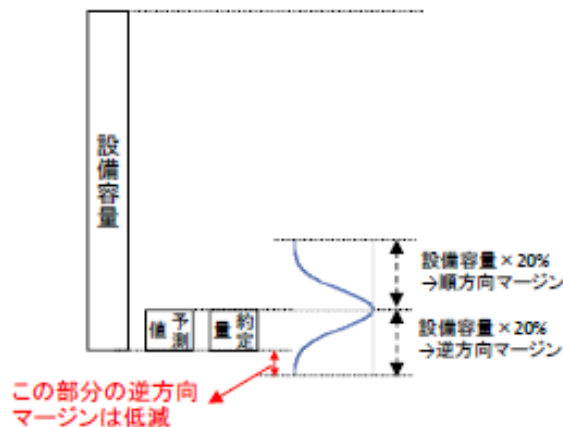 設備容量
設備容量×20%
→順方向マージン
予測値
約定量
設備容量×20%
→逆方向マージン
この部分の逆方向
マージンは低減